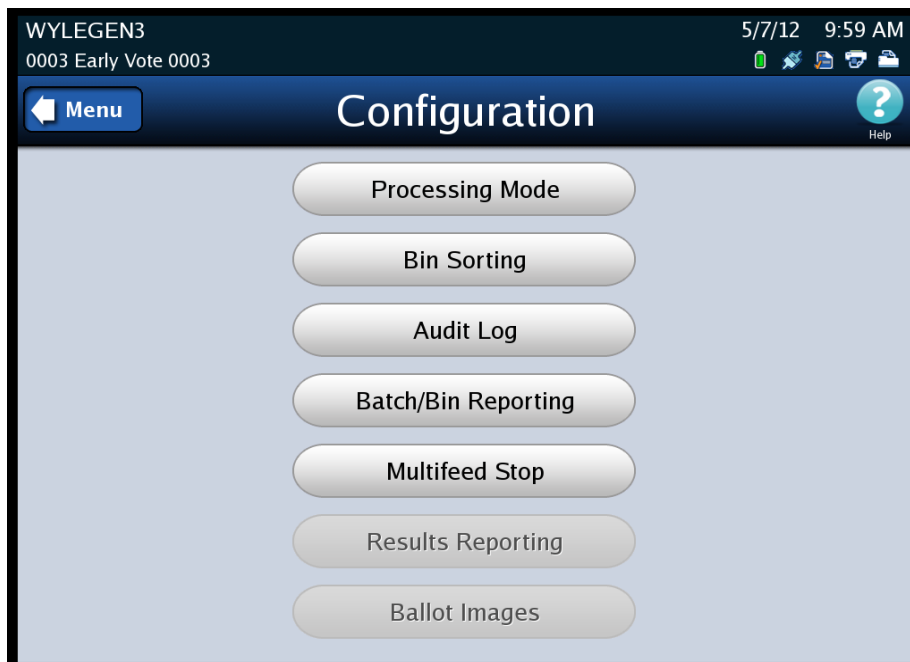 WYLEGEN3
5/7/12 9:59 AM
0003 Early Vote 0003
Menu
Configuration
Help
Processing Mode
Bin Sorting
Audit Log
Batch/Bin Reporting
Multifeed Stop
Results Reporting
Ballot Images